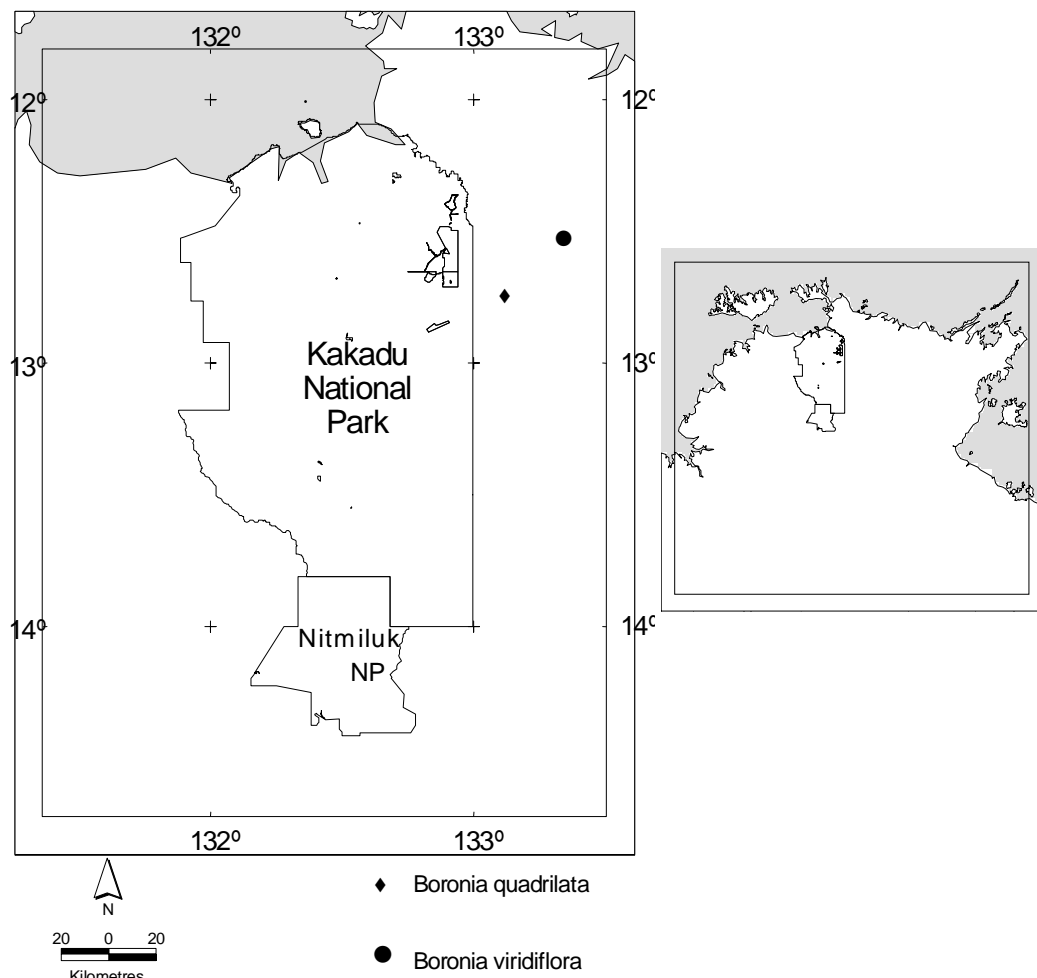 132º 133º
12º 12º
13º 13º
Kakadu
National
Park
14º 14º
Nitmiluk
NP
132º 133º
N
Boronia quadrilata
20 0 20
Kilometres
Boronia viridiflora